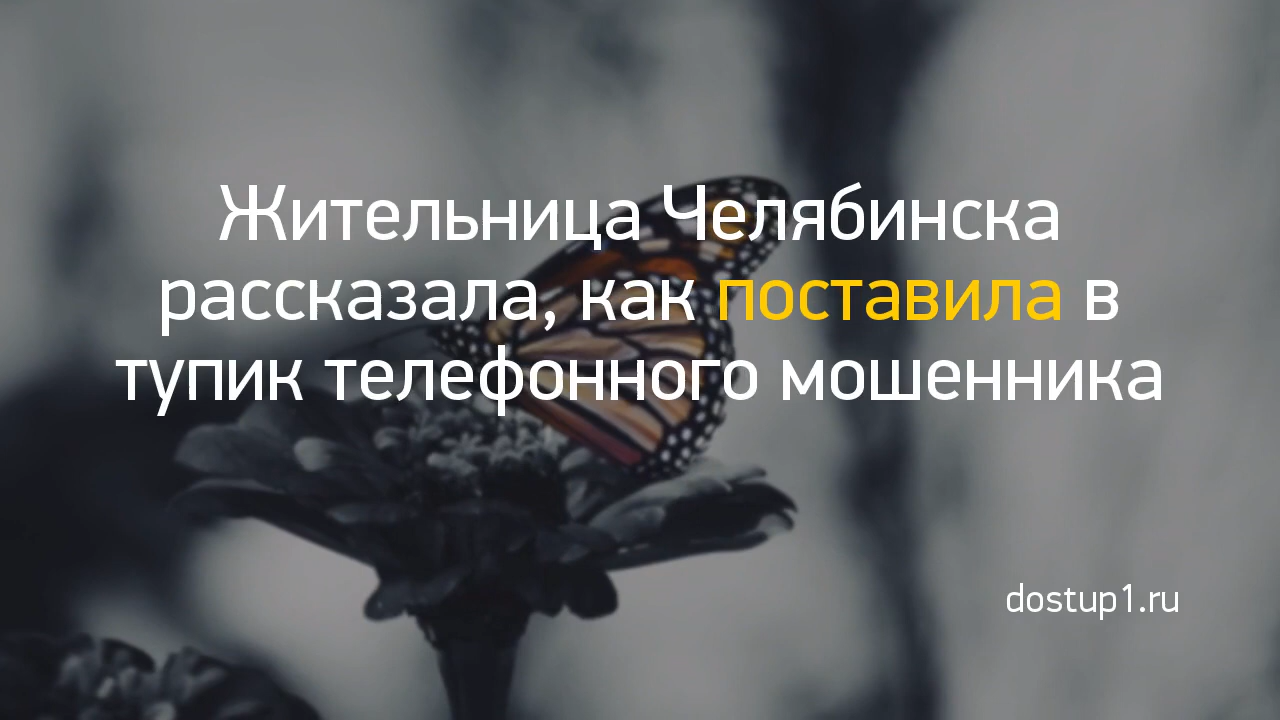 Жительница Челябинска
рассказала, как поставила в
тупик телефонного мошенника
dostup1.ru